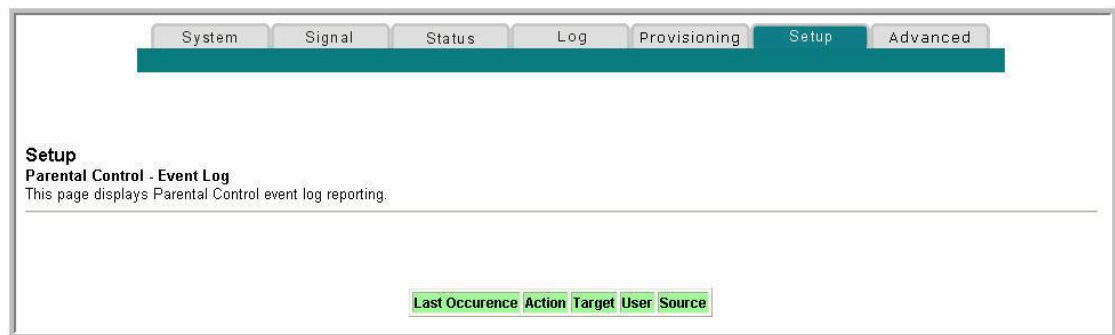 System Signal Status Log Provisioning Setup Advanced
Setup
Parental Control - Event Log
This page displays Parental Control event log reporting.
Last Occurence Action Target User Source